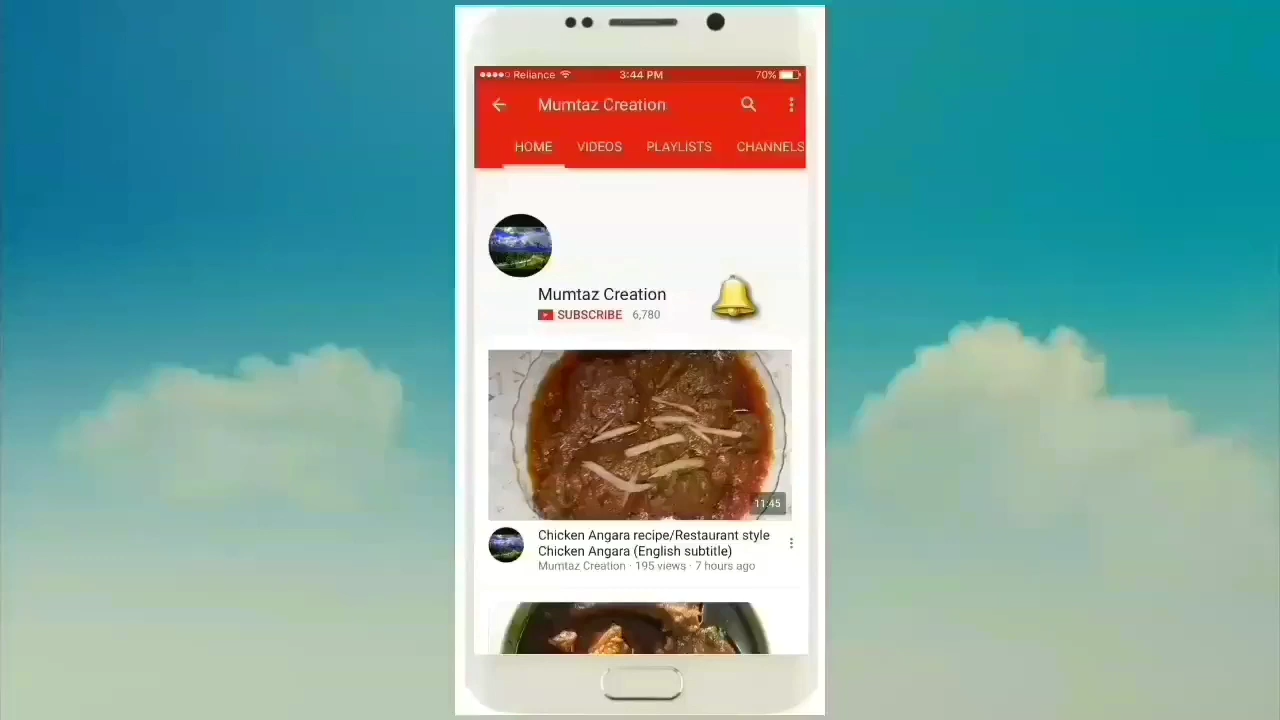 Reliance 3:44 PM 70%
Mumtaz Creation
HOME VIDEOS PLAYLISTS CHANNELS
Mumtaz Creation
SUBSCRIBE 6,780
11:45
Chicken Angara recipe/Restaurant style
Chicken Angara (English subtitle)
Mumtaz Creation · 195 views · 7 hours ago